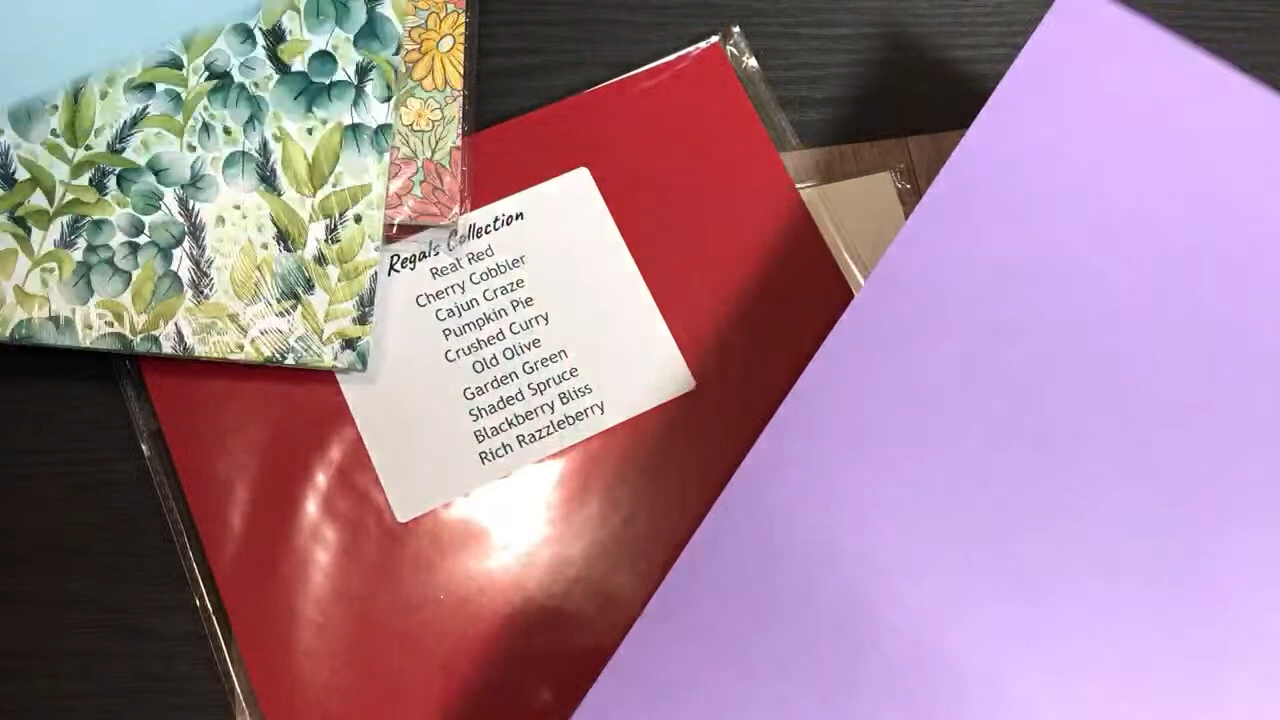 Regals Collection
Real Red
Cherry Cobbler
Cajun Craze
Pumpkin Pie
Crushed Curry
Old Olive
Garden Green
Shaded Spruce
Blackberry Bliss
Rich Razzleberry